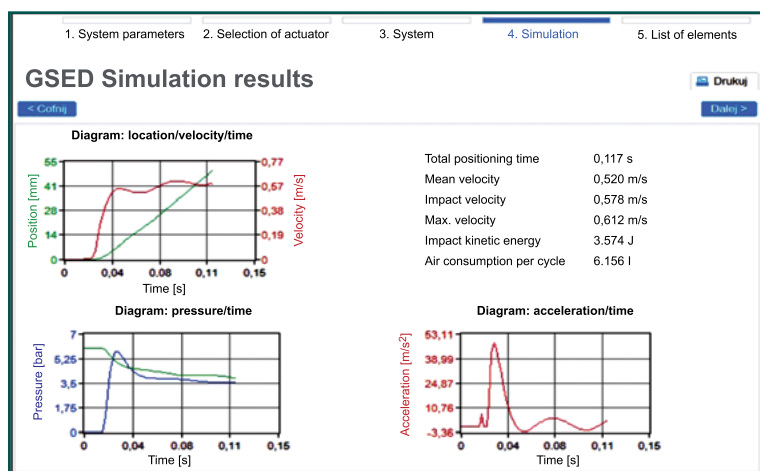 1. System parameters 2. Selection of actuator 3. System 4. Simulation 5. List of elements
GSED Simulation results
Drukuj
< Cofnij
Dalej >
Diagram: location/velocity/time
55
41
28
14
0
Position [mm]
0,77
0,57
0,38
0,19
0
Velocity [m/s]
0 0,04 0.08 0,11 0,15
Time [s]
Total positioning time 0,117 s
Mean velocity 0,520 m/s
Impact velocity 0,578 m/s
Max. velocity 0,612 m/s
Impact kinetic energy 3.574 J
Air consumption per cycle 6.156 l
Diagram: pressure/time
7
5,25
3,5
1,75
0
Pressure [bar]
0 0,04 0.08 0,11 0,15
Time [s]
Diagram: acceleration/time
53,11
38,99
24,87
10,76
-3,36
Acceleration [m/s²]
0 0,04 0.08 0,11 0,15
Time [s]